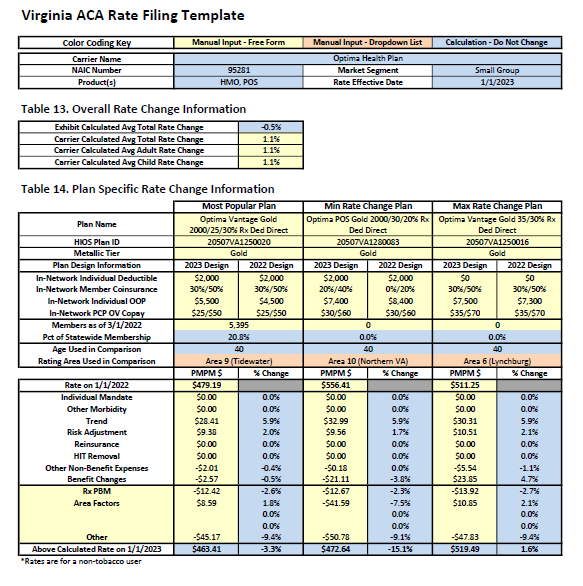 Virginia ACA Rate Filing Template
Color Coding Key Manual Input - Free Form Manual Input - Dropdown List Calculation - Do Not Change
Carrier Name Optima Health Plan
NAIC Number 95281 Market Segment Small Group
Product(s) HMO, POS Rate Effective Date 1/1/2023
Table 13. Overall Rate Change Information
Exhibit Calculated Avg Total Rate Change -0.5%
Carrier Calculated Avg Total Rate Change 1.1%
Carrier Calculated Avg Adult Rate Change 1.1%
Carrier Calculated Avg Child Rate Change 1.1%
Table 14. Plan Specific Rate Change Information
Most Popular Plan Min Rate Change Plan Max Rate Change Plan
Plan Name Optima Vantage Gold 2000/25/30% Rx Ded Direct Optima POS Gold 2000/30/20% Rx Ded Direct Optima Vantage Gold 35/30% Rx Ded Direct
HIOS Plan ID 20507VA1250020 20507VA1280083 20507VA1250016
Metallic Tier Gold Gold Gold
Plan Design Information 2023 Design 2022 Design 2023 Design 2022 Design 2023 Design 2022 Design
In-Network Individual Deductible $2,000 $2,000 $2,000 $2,000 $0 $0
In-Network Member Coinsurance 30%/50% 30%/50% 20%/40% 0%/20% 30%/50% 30%/50%
In-Network Individual OOP $5,500 $4,500 $7,400 $8,400 $7,500 $7,300
In-Network PCP OV Copay $25/$50 $25/$50 $30/$60 $30/$60 $35/$70 $35/$70
Members as of 3/1/2022 5,395 0 0
Pct of Statewide Membership 20.8% 0.0% 0.0%
Age Used in Comparison 40 40 40
Rating Area Used in Comparison Area 9 (Tidewater) Area 10 (Northern VA) Area 6 (Lynchburg)
PMPM $ % Change PMPM $ % Change PMPM $ % Change
Rate on 1/1/2022 $479.19 $556.41 $511.25
Individual Mandate $0.00 0.0% $0.00 0.0% $0.00 0.0%
Other Morbidity $0.00 0.0% $0.00 0.0% $0.00 0.0%
Trend $28.41 5.9% $32.99 5.9% $30.31 5.9%
Risk Adjustment $9.38 2.0% $9.56 1.7% $10.51 2.1%
Reinsurance $0.00 0.0% $0.00 0.0% $0.00 0.0%
HIT Removal $0.00 0.0% $0.00 0.0% $0.00 0.0%
Other Non-Benefit Expenses -$2.01 -0.4% -$0.18 0.0% -$5.54 -1.1%
Benefit Changes -$2.57 -0.5% -$21.11 -3.8% $23.85 4.7%
Rx PBM -$12.42 -2.6% -$12.67 -2.3% -$13.92 -2.7%
Area Factors $8.59 1.8% -$41.59 -7.5% $10.85 2.1%
0.0% 0.0% 0.0%
0.0% 0.0% 0.0%
Other -$45.17 -9.4% -$50.78 -9.1% -$47.83 -9.4%
Above Calculated Rate on 1/1/2023 $463.41 -3.3% $472.64 -15.1% $519.49 1.6%
*Rates are for a non-tobacco user